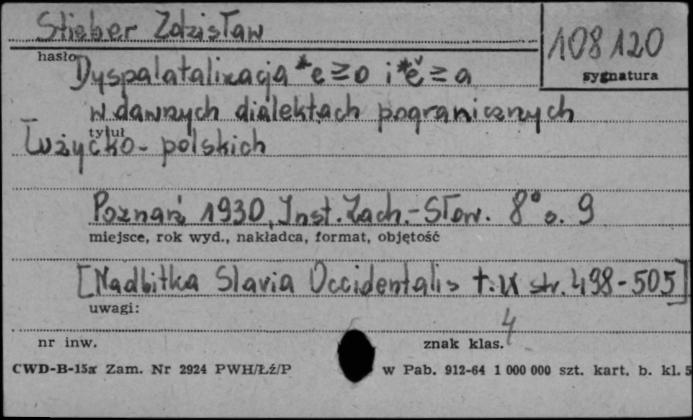 Stieber Zdzisław
108120
hasło
sygnatura
Dyspalatalizacja *e ≥ o i *ě ≥ a
w dawnych dialektach pogranicznych
tytuł
Łużycko-polskich
Poznań 1930, Inst. Zach.-Słow. 8° s. 9
miejsce, rok wyd., nakładca, format, objętość
[Nadbitka Slavia Occidentalis t. IX str. 498-505]
uwagi:
4
nr inw.
znak klas.
CWD-B-15a Zam. Nr 2924 PWH/Łź/P
w Pab. 912-64 1 000 000 szt. kart. b. kl. 5